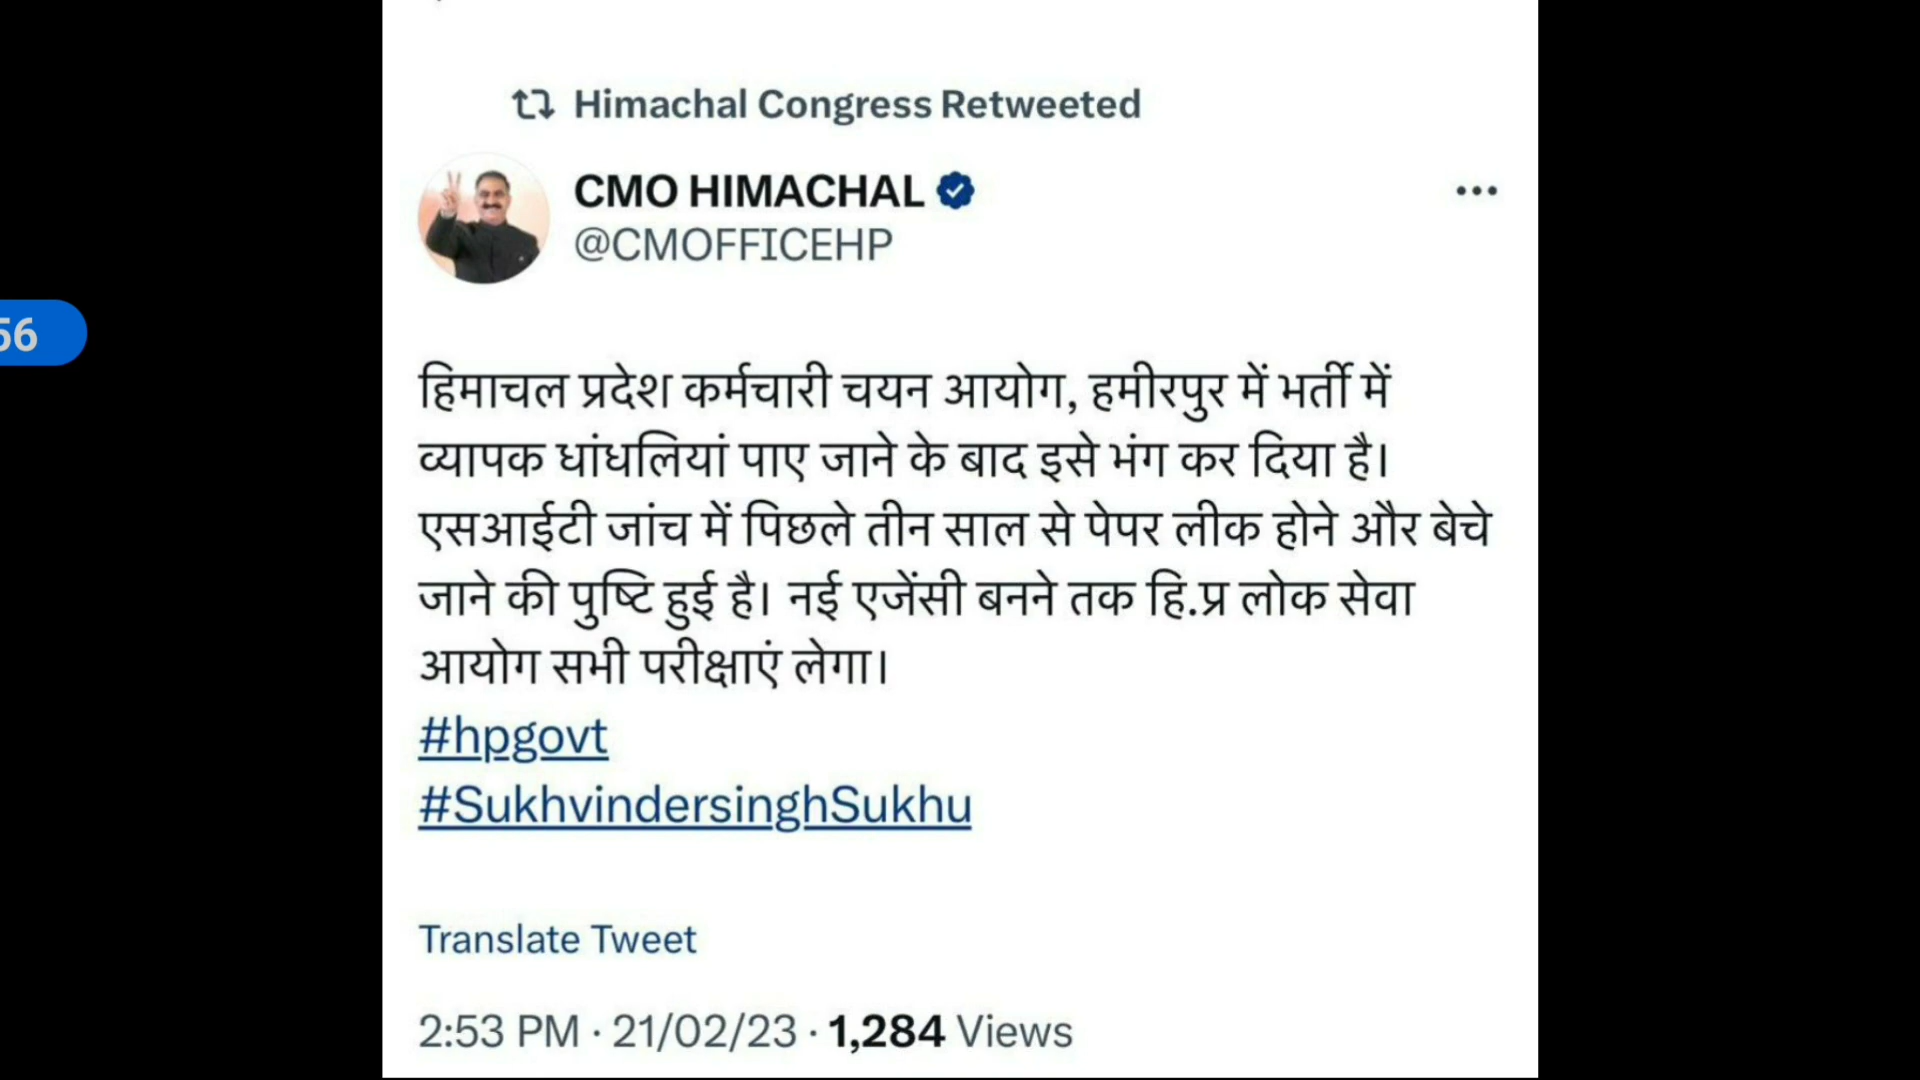 Himachal Congress Retweeted
CMO HIMACHAL
@CMOFFICEHP
56
हिमाचल प्रदेश कर्मचारी चयन आयोग, हमीरपुर में भर्ती में
व्यापक धांधलियां पाए जाने के बाद इसे भंग कर दिया है।
एसआईटी जांच में पिछले तीन साल से पेपर लीक होने और बेचे
जाने की पुष्टि हुई है। नई एजेंसी बनने तक हि.प्र लोक सेवा
आयोग सभी परीक्षाएं लेगा।
#hpgovt
#SukhvindersinghSukhu
Translate Tweet
2:53 PM · 21/02/23 · 1,284 Views